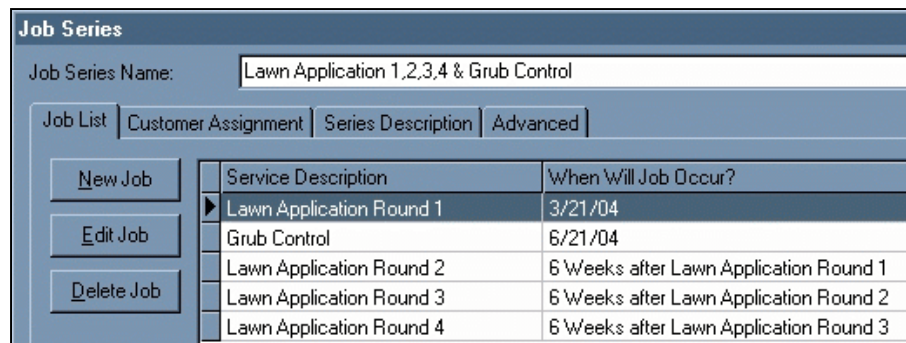 Job Series
Job Series Name: Lawn Application 1,2,3,4 & Grub Control
Job List Customer Assignment Series Description Advanced
New Job
Edit Job
Delete Job
Service Description When Will Job Occur?
Lawn Application Round 1 3/21/04
Grub Control 6/21/04
Lawn Application Round 2 6 Weeks after Lawn Application Round 1
Lawn Application Round 3 6 Weeks after Lawn Application Round 2
Lawn Application Round 4 6 Weeks after Lawn Application Round 3